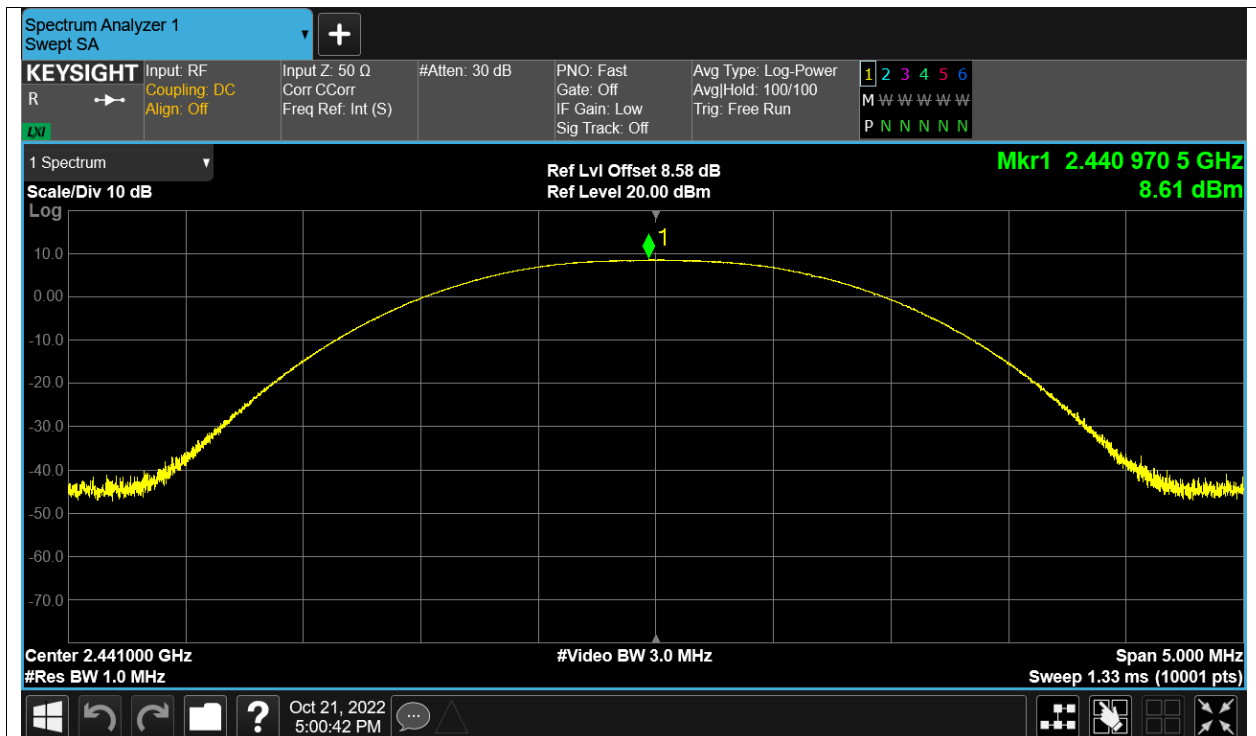 Spectrum Analyzer 1
Swept SA
KEYSIGHT
R
LXI
Input: RF
Coupling: DC
Align: Off
Input Z: 50 Ω
Corr CCorr
Freq Ref: Int (S)
#Atten: 30 dB
PNO: Fast
Gate: Off
IF Gain: Low
Sig Track: Off
Avg Type: Log-Power
Avg|Hold: 100/100
Trig: Free Run
1 2 3 4 5 6
M W W W W W
P N N N N N
1 Spectrum
Scale/Div 10 dB
Ref Lvl Offset 8.58 dB
Ref Level 20.00 dBm
Mkr1 2.440 970 5 GHz
8.61 dBm
Log
1
10.0
0.00
-10.0
-20.0
-30.0
-40.0
-50.0
-60.0
-70.0
Center 2.441000 GHz
#Video BW 3.0 MHz
Span 5.000 MHz
#Res BW 1.0 MHz
Sweep 1.33 ms (10001 pts)
?
Oct 21, 2022
5:00:42 PM